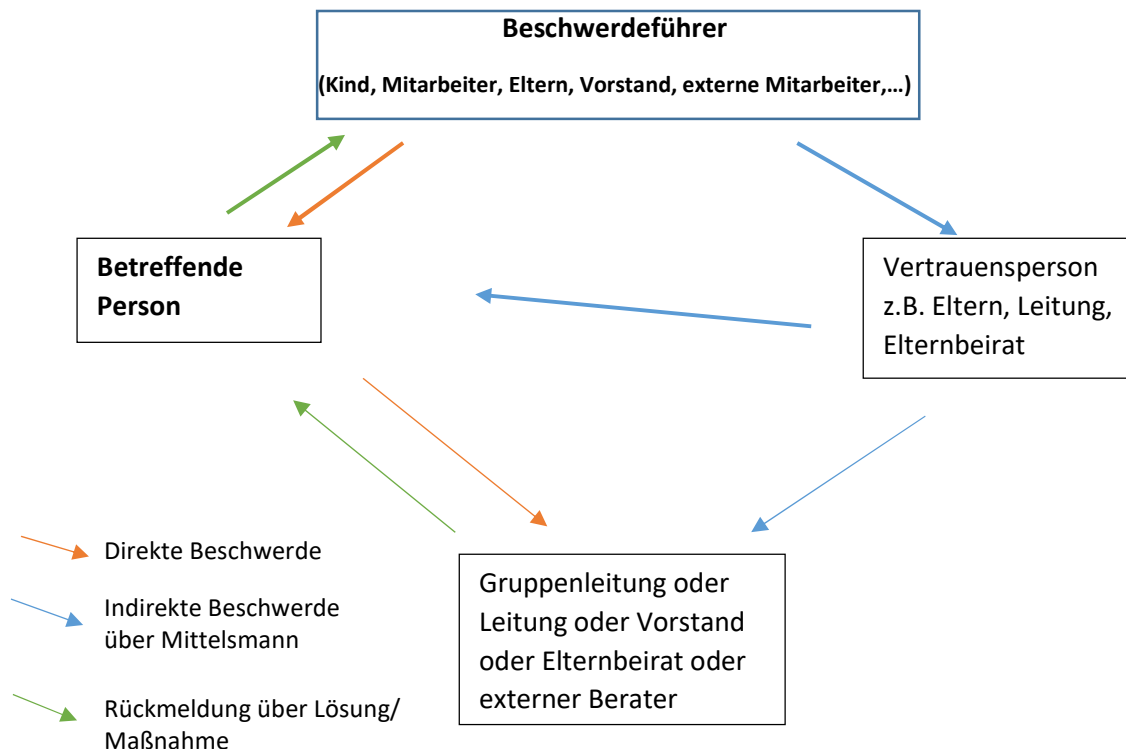 Beschwerdeführer
(Kind, Mitarbeiter, Eltern, Vorstand, externe Mitarbeiter,…)
Betreffende
Person
Vertrauensperson
z.B. Eltern, Leitung,
Elternbeirat
Direkte Beschwerde
Indirekte Beschwerde
über Mittelsmann
Rückmeldung über Lösung/
Maßnahme
Gruppenleitung oder
Leitung oder Vorstand
oder Elternbeirat oder
externer Berater